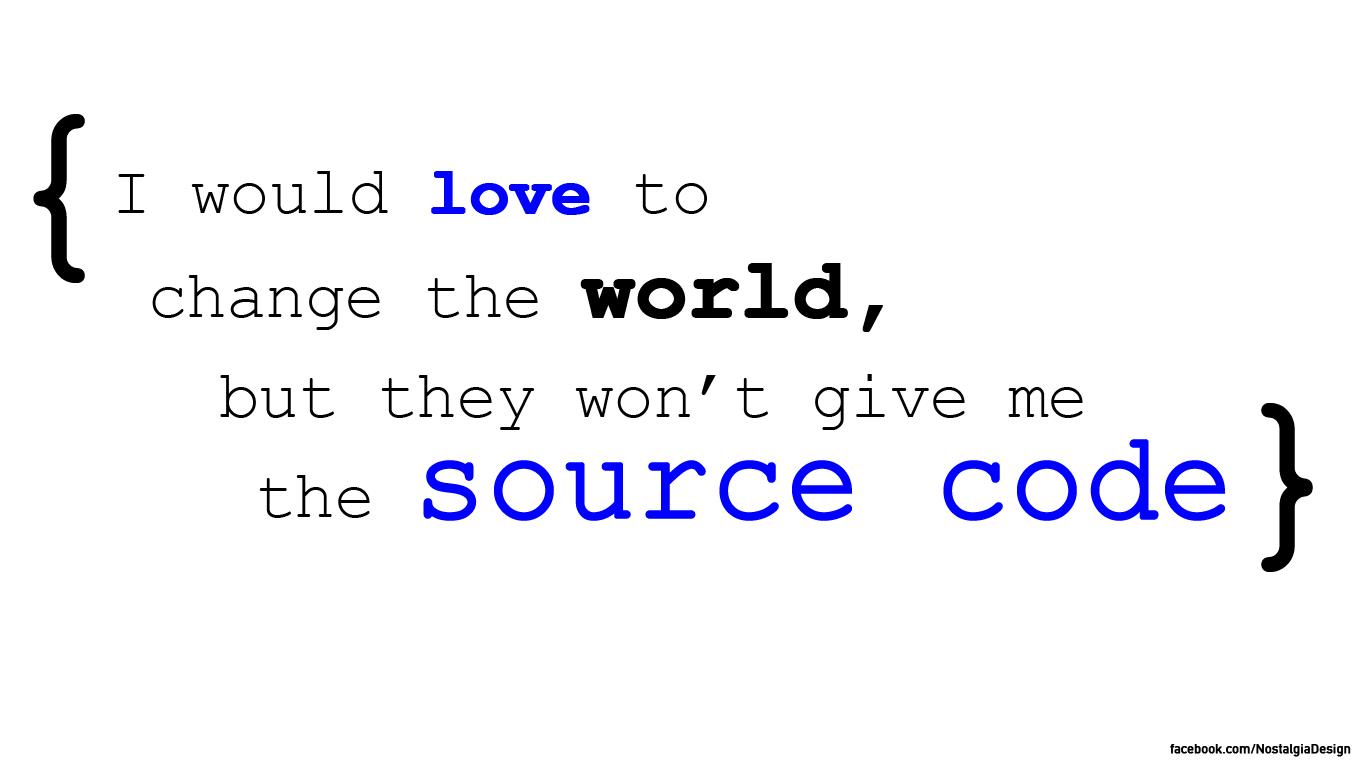 { I would love to
change the world,
but they won’t give me
the source code }
facebook.com/NostalgiaDesign